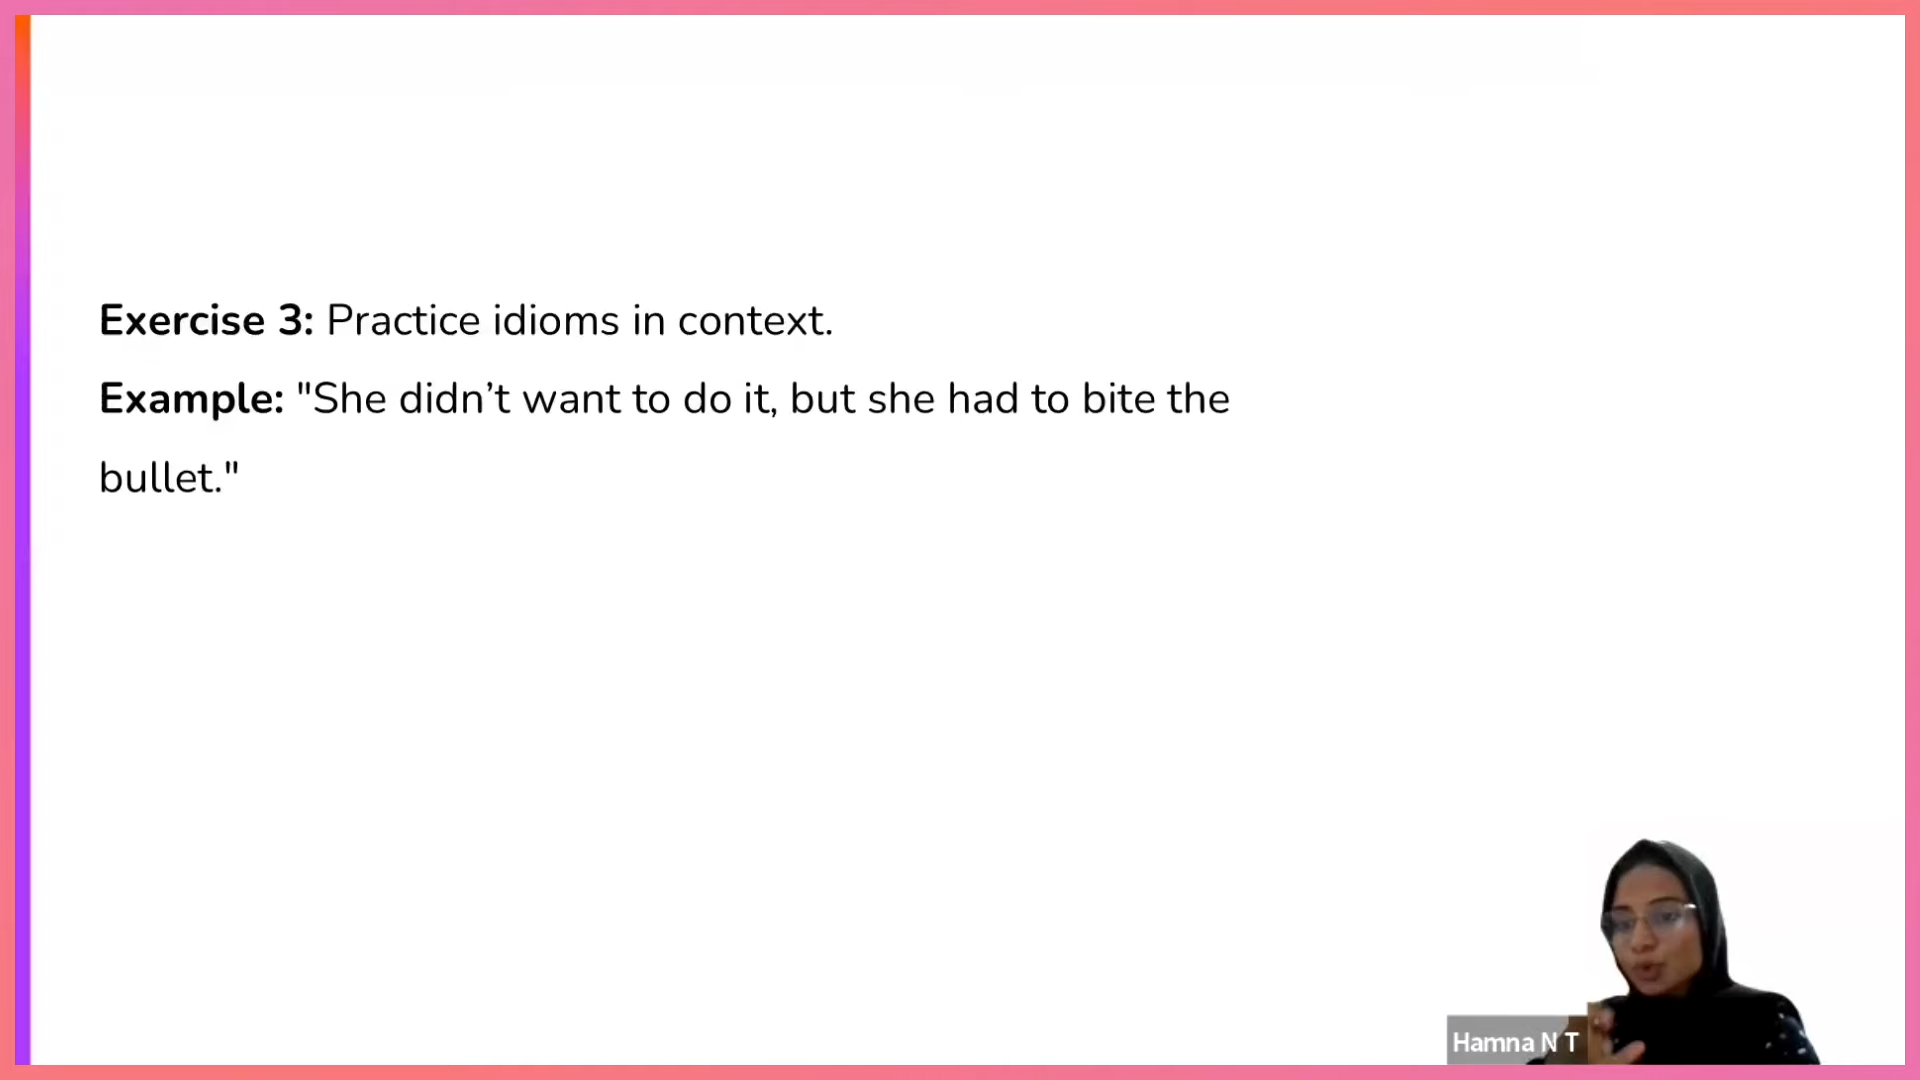 Exercise 3: Practice idioms in context.
Example: "She didn’t want to do it, but she had to bite the
bullet."
Hamna N T